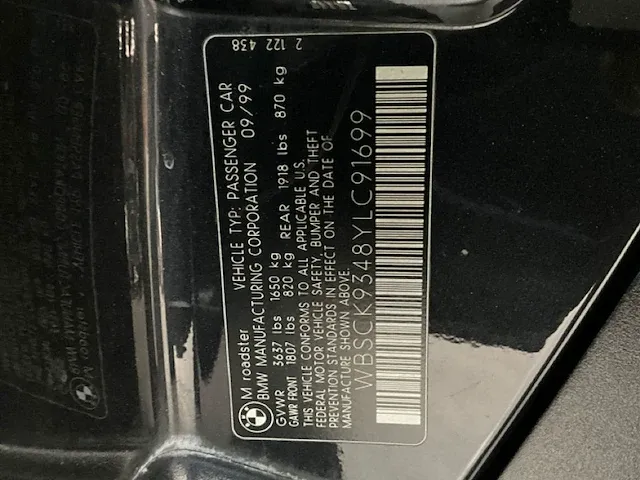 M roadster VEHICLE TYP: PASSENGER CAR
BMW MANUFACTURING CORPORATION 09/99
GVWR 3637 lbs 1650 kg
GAWR FRONT 1807 lbs 820 kg REAR 1918 lbs 870 kg
THIS VEHICLE CONFORMS TO ALL APPLICABLE U.S.
FEDERAL MOTOR VEHICLE SAFETY, BUMPER AND THEFT
PREVENTION STANDARDS IN EFFECT ON THE DATE OF
MANUFACTURE SHOWN ABOVE.
WBSCK9348YLC91699
2 122 438